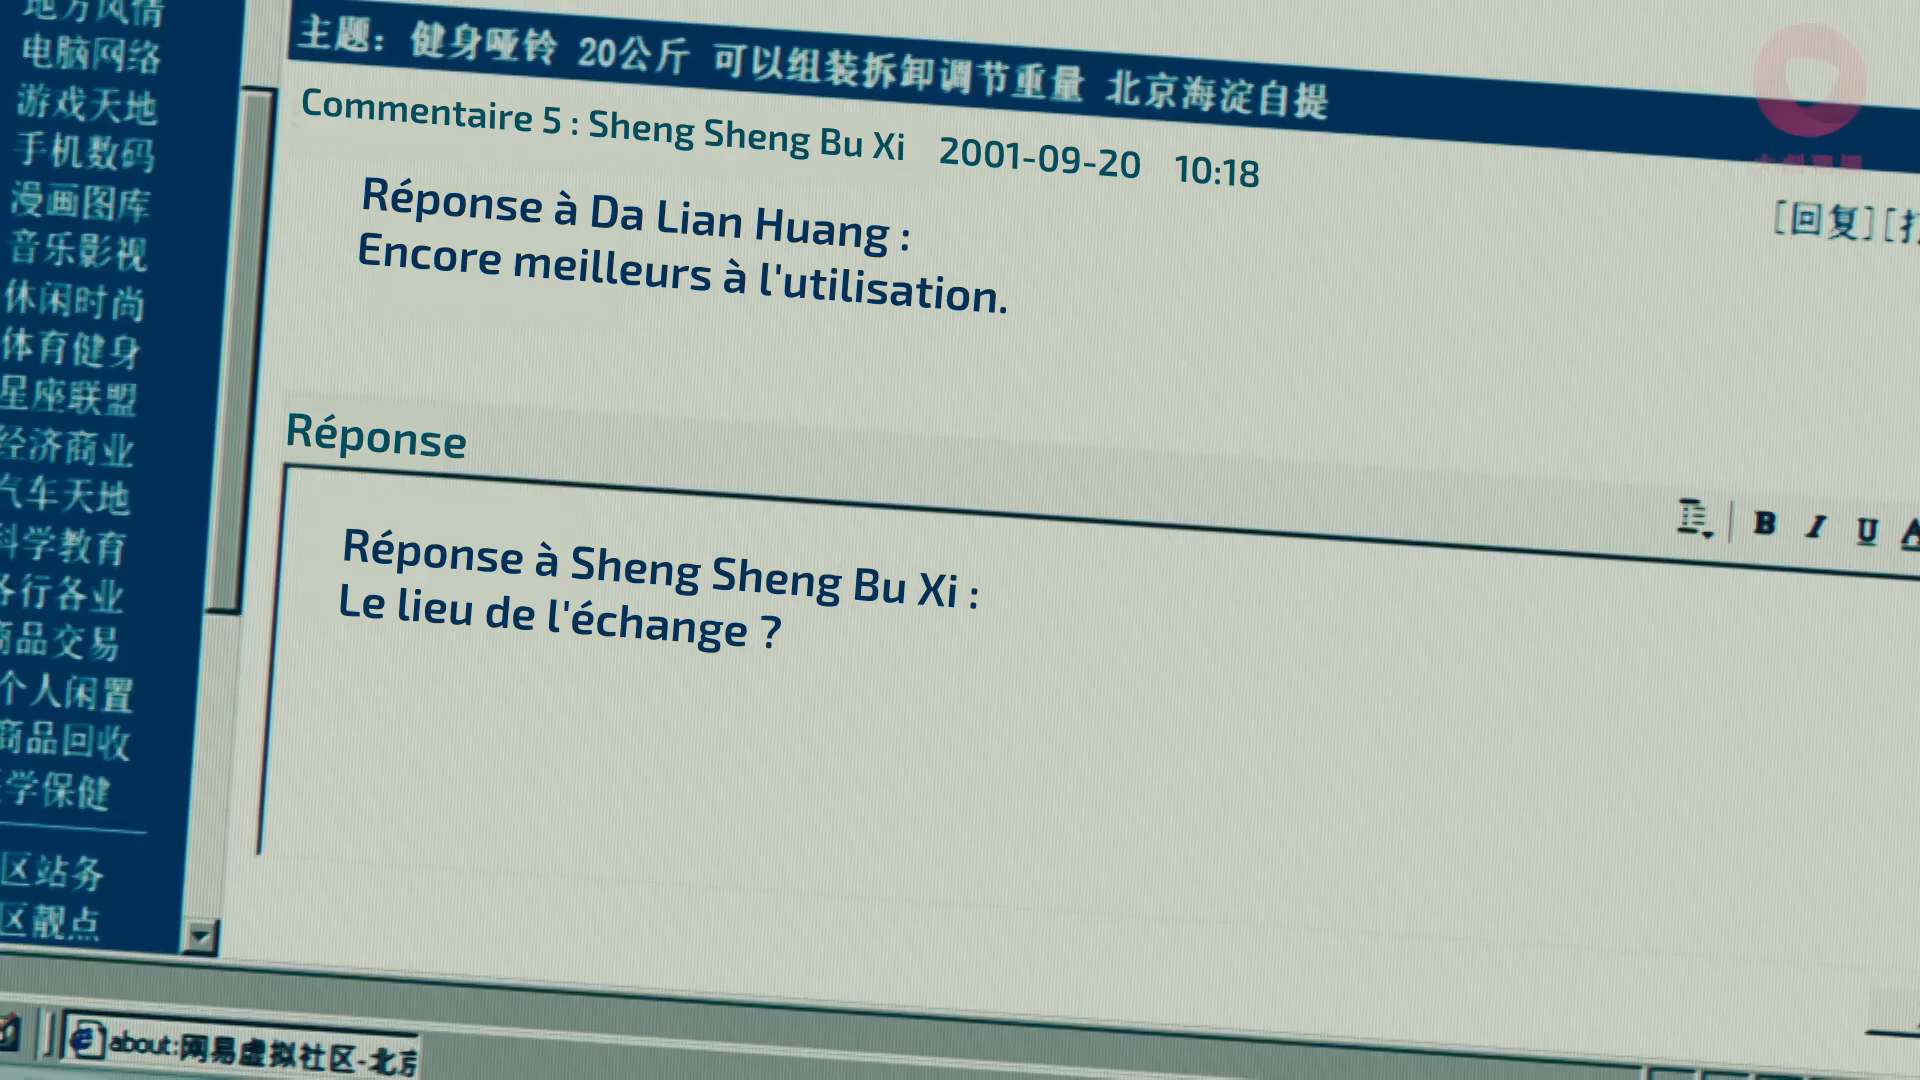 地方风情
电脑网络
游戏天地
手机数码
漫画图库
音乐影视
休闲时尚
体育健身
星座联盟
经济商业
汽车天地
科学教育
各行各业
商品交易
个人闲置
商品回收
医学保健
区站务
区靓点
主题：健身哑铃 20公斤 可以组装拆卸调节重量 北京海淀自提
Commentaire 5 : Sheng Sheng Bu Xi 2001-09-20 10:18
[回复][打
Réponse à Da Lian Huang :
Encore meilleurs à l'utilisation.
Réponse
B I U A
Réponse à Sheng Sheng Bu Xi :
Le lieu de l'échange ?
about:网易虚拟社区-北京